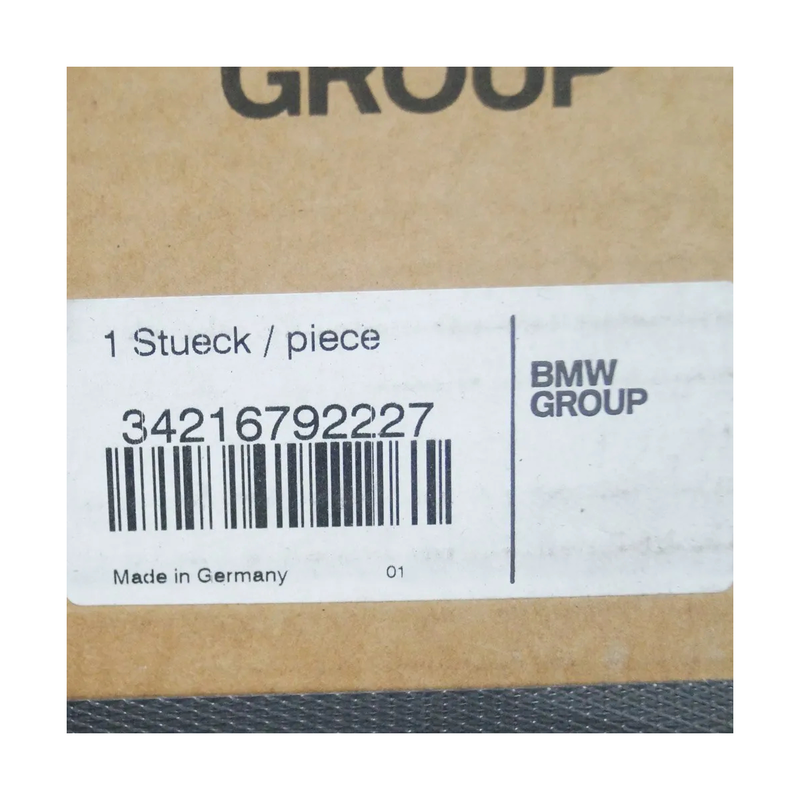 GROUP
1 Stueck / piece
34216792227
BMW
GROUP
Made in Germany 01